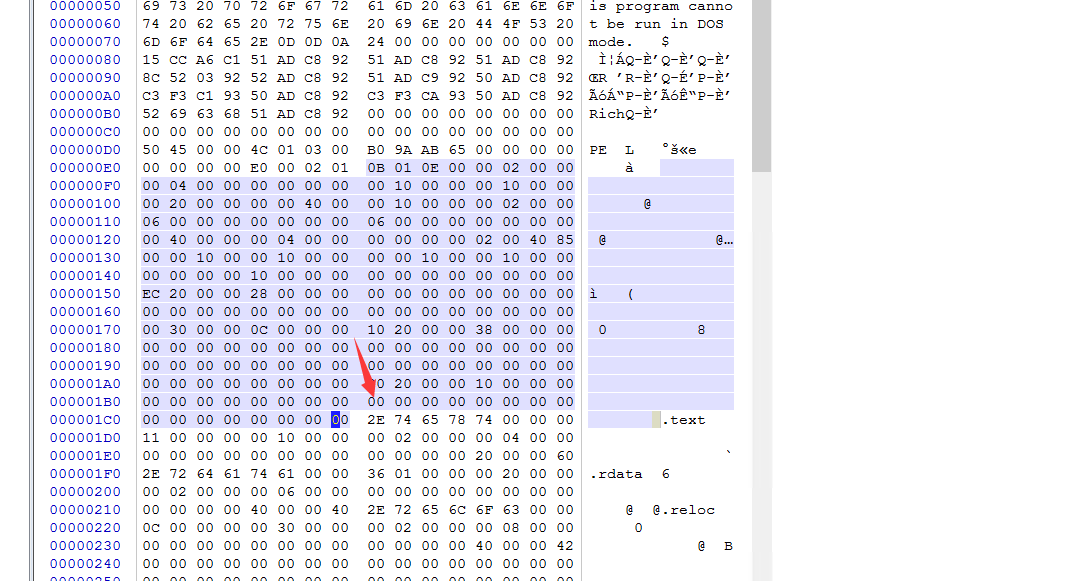 00000050 69 73 20 70 72 6F 67 72 61 6D 20 63 61 6E 6E 6F is program canno
00000060 74 20 62 65 20 72 75 6E 20 69 6E 20 44 4F 53 20 t be run in DOS
00000070 6D 6F 64 65 2E 0D 0D 0A 24 00 00 00 00 00 00 00 mode. $
00000080 15 CC A6 C1 51 AD C8 92 51 AD C8 92 51 AD C8 92 Ì¦ÁQ-È’Q-È’Q-È’
00000090 8C 52 03 92 52 AD C8 92 51 AD C9 92 50 AD C8 92 ŒR ’R-È’Q-É’P-È’
000000A0 C3 F3 C1 93 50 AD C8 92 C3 F3 CA 93 50 AD C8 92 ÃóÁ“P-È’ÃóÊ“P-È’
000000B0 52 69 63 68 51 AD C8 92 00 00 00 00 00 00 00 00 RichQ-È’
000000C0 00 00 00 00 00 00 00 00 00 00 00 00 00 00 00 00
000000D0 50 45 00 00 4C 01 03 00 B0 9A AB 65 00 00 00 00 PE L °š«e
000000E0 00 00 00 00 E0 00 02 01 0B 01 0E 00 00 02 00 00 à
000000F0 00 04 00 00 00 00 00 00 00 10 00 00 00 10 00 00
00000100 00 20 00 00 00 00 40 00 00 10 00 00 00 02 00 00 @
00000110 06 00 00 00 00 00 00 00 06 00 00 00 00 00 00 00
00000120 00 40 00 00 00 04 00 00 00 00 00 00 02 00 40 85 @ @…
00000130 00 00 10 00 00 10 00 00 00 00 10 00 00 10 00 00
00000140 00 00 00 00 10 00 00 00 00 00 00 00 00 00 00 00
00000150 EC 20 00 00 28 00 00 00 00 00 00 00 00 00 00 00 ì (
00000160 00 00 00 00 00 00 00 00 00 00 00 00 00 00 00 00
00000170 00 30 00 00 0C 00 00 00 10 20 00 00 38 00 00 00 0 8
00000180 00 00 00 00 00 00 00 00 00 00 00 00 00 00 00 00
00000190 00 00 00 00 00 00 00 00 00 00 00 00 00 00 00 00
000001A0 00 00 00 00 00 00 00 00 00 20 00 00 10 00 00 00
000001B0 00 00 00 00 00 00 00 00 00 00 00 00 00 00 00 00
000001C0 00 00 00 00 00 00 00 00 2E 74 65 78 74 00 00 00 .text
000001D0 11 00 00 00 00 10 00 00 00 02 00 00 00 04 00 00
000001E0 00 00 00 00 00 00 00 00 00 00 00 00 20 00 00 60 `
000001F0 2E 72 64 61 74 61 00 00 36 01 00 00 00 20 00 00 .rdata 6
00000200 00 02 00 00 00 06 00 00 00 00 00 00 00 00 00 00
00000210 00 00 00 00 40 00 00 40 2E 72 65 6C 6F 63 00 00 @ @.reloc
00000220 0C 00 00 00 00 30 00 00 00 02 00 00 00 08 00 00 0
00000230 00 00 00 00 00 00 00 00 00 00 00 00 40 00 00 42 @ B
00000240 00 00 00 00 00 00 00 00 00 00 00 00 00 00 00 00